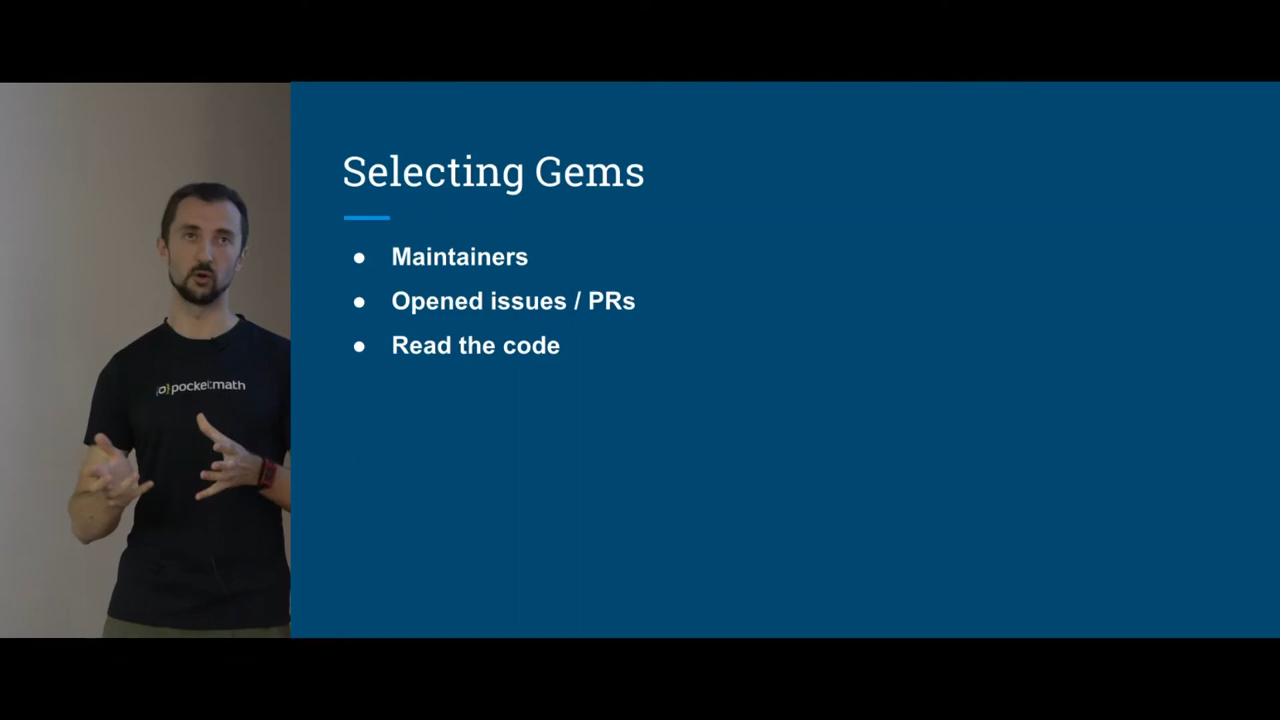 Selecting Gems
● Maintainers
● Opened issues / PRs
● Read the code
{o}pocketmath